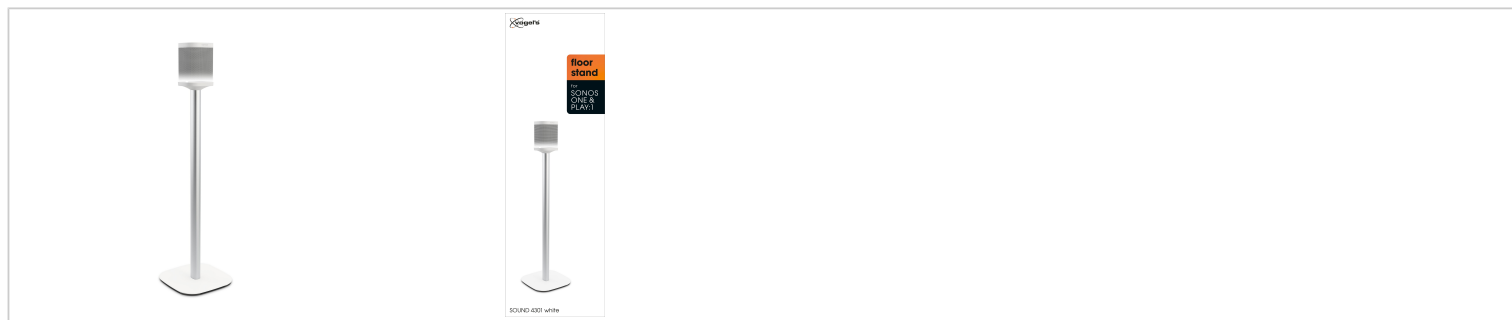 vogel's
floor
stand
for
SONOS
ONE &
PLAY:1
SOUND 4301 white